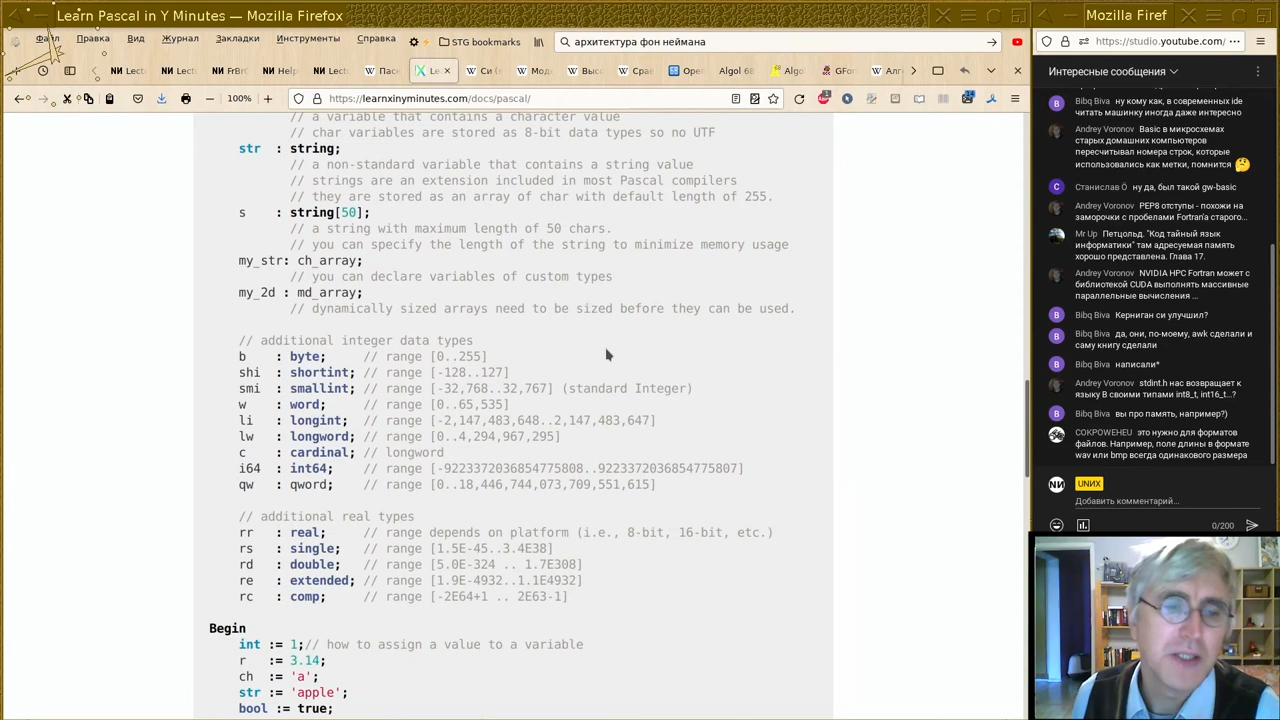 Learn Pascal in Y Minutes — Mozilla Firefox
Файл Правка Вид Журнал Закладки Инструменты Справка
STG bookmarks
архитектура фон неймана
Lect Lect FrBC Help Lect Пас Le Си ( Мод Выс Срав Open Algol 68 Algo GFor Алг
100%
https://learnxinyminutes.com/docs/pascal/
// a variable that contains a character value
// char variables are stored as 8-bit data types so no UTF
str : string;
// a non-standard variable that contains a string value
// strings are an extension included in most Pascal compilers
// they are stored as an array of char with default length of 255.
s : string[50];
// a string with maximum length of 50 chars.
// you can specify the length of the string to minimize memory usage
my_str: ch_array;
// you can declare variables of custom types
my_2d : md_array;
// dynamically sized arrays need to be sized before they can be used.
// additional integer data types
b : byte; // range [0..255]
shi : shortint; // range [-128..127]
smi : smallint; // range [-32,768..32,767] (standard Integer)
w : word; // range [0..65,535]
li : longint; // range [-2,147,483,648..2,147,483,647]
lw : longword; // range [0..4,294,967,295]
c : cardinal; // longword
i64 : int64; // range [-9223372036854775808..9223372036854775807]
qw : qword; // range [0..18,446,744,073,709,551,615]
// additional real types
rr : real; // range depends on platform (i.e., 8-bit, 16-bit, etc.)
rs : single; // range [1.5E-45..3.4E38]
rd : double; // range [5.0E-324 .. 1.7E308]
re : extended; // range [1.9E-4932..1.1E4932]
rc : comp; // range [-2E64+1 .. 2E63-1]
Begin
int := 1;// how to assign a value to a variable
r := 3.14;
ch := 'a';
str := 'apple';
bool := true;
Mozilla Firef
https://studio.youtube.com/
Интересные сообщения
Bibq Biva ну кому как, в современных ide
читать машинку иногда даже интересно
Andrey Voronov Basic в микросхемах
старых домашних компьютеров
пересчитывал номера строк, которые
использовались как метки, помнится
Станислав Ö ну да, был такой gw-basic
Andrey Voronov PEP8 отступы - похожи на
заморочки с пробелами Fortran'а старого...
Mr Up Петцольд. "Код тайный язык
информатики" там адресуемая память
хорошо представлена. Глава 17.
Andrey Voronov NVIDIA HPC Fortran может с
библиотекой CUDA выполнять массивные
параллельные вычисления ...
Bibq Biva Керниган си улучшил?
Bibq Biva да, они, по-моему, awk сделали и
саму книгу сделали
Bibq Biva написали*
Andrey Voronov stdint.h нас возвращает к
языку B своими типами int8_t, int16_t...?
Bibq Biva вы про память, например?)
COKPOWEHEU это нужно для форматов
файлов. Например, поле длины в формате
wav или bmp всегда одинакового размера
UNИX
Добавить комментарий...
0/200